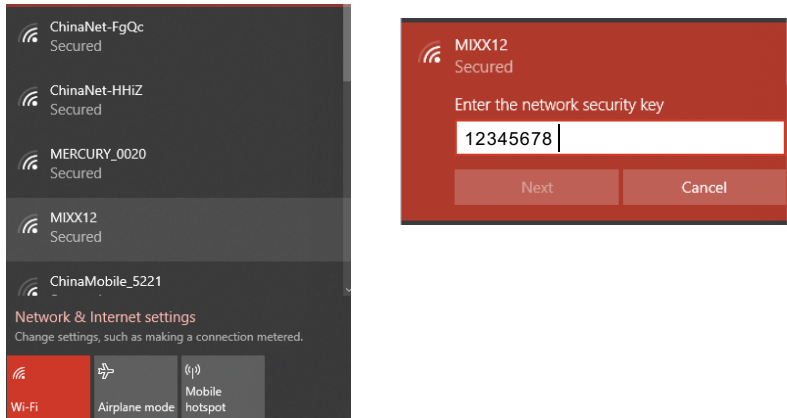 ChinaNet-FgQc
Secured
ChinaNet-HHiZ
Secured
MERCURY_0020
Secured
MIXX12
Secured
ChinaMobile_5221
Network & Internet settings
Change settings, such as making a connection metered.
Wi-Fi
Airplane mode
Mobile
hotspot
MIXX12
Secured
Enter the network security key
12345678
Next
Cancel